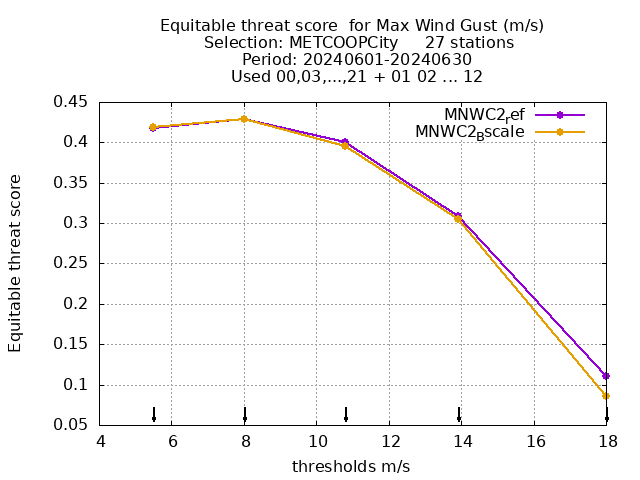 Equitable threat score  for Max Wind Gust (m/s)
Selection: METCOOPCity     27 stations
Period: 20240601-20240630
Used 00,03,...,21 + 01 02 ... 12
MNWC2ref
MNWC2Bscale
Equitable threat score
0.45
0.4
0.35
0.3
0.25
0.2
0.15
0.1
0.05
4 6 8 10 12 14 16 18
thresholds m/s